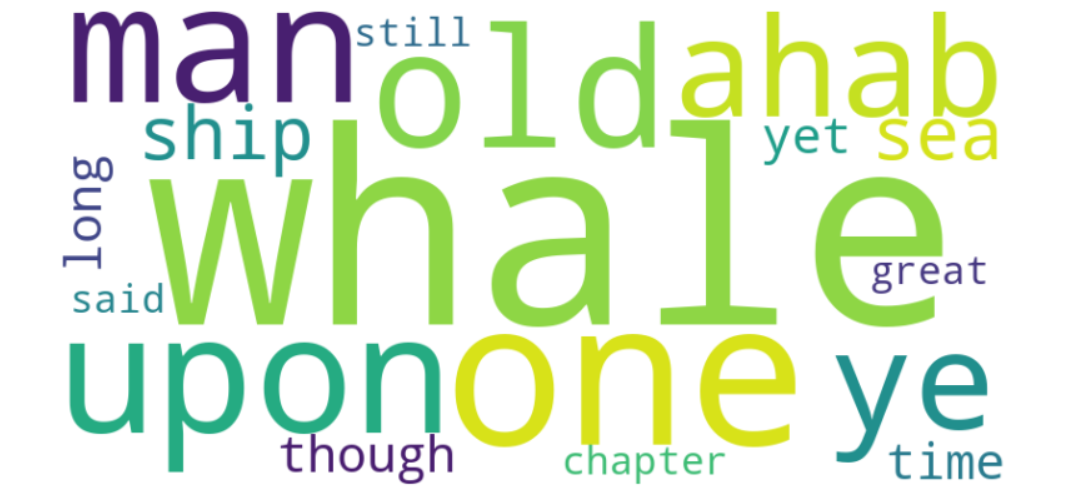 man still old ahab
ship yet sea
long whale
said great
upon one ye
though chapter time